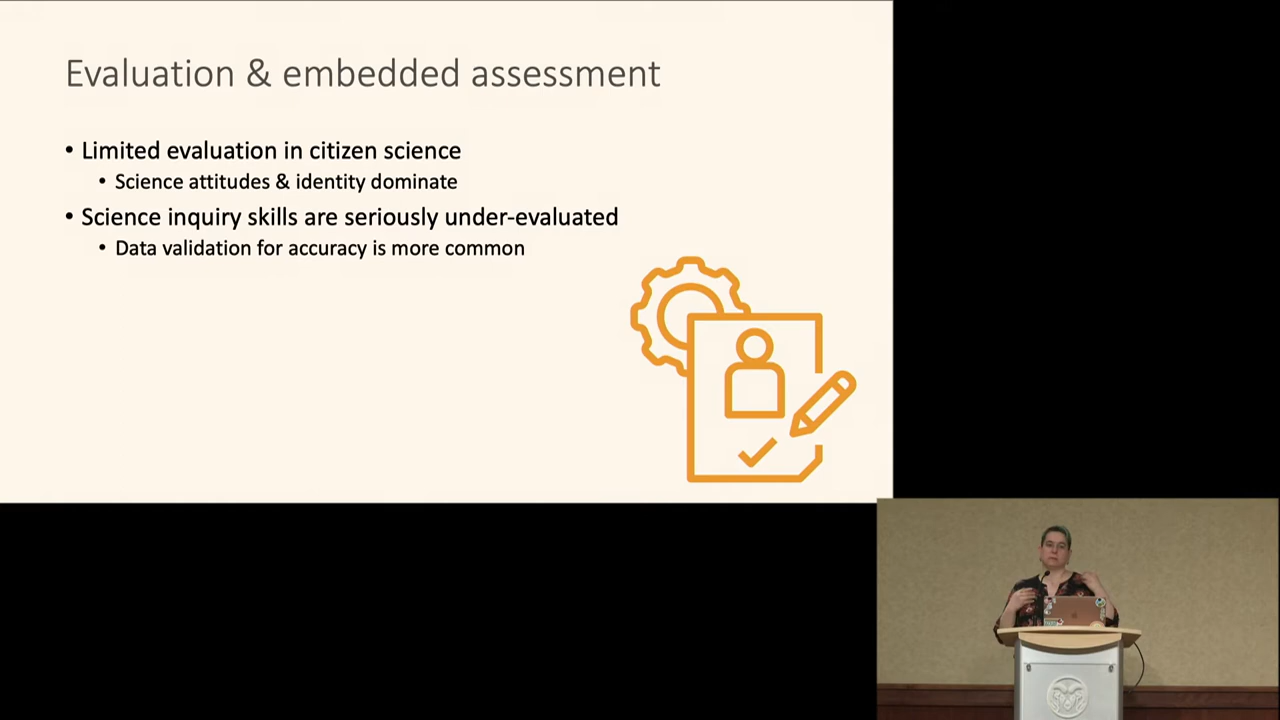 Evaluation & embedded assessment
• Limited evaluation in citizen science
• Science attitudes & identity dominate
• Science inquiry skills are seriously under-evaluated
• Data validation for accuracy is more common